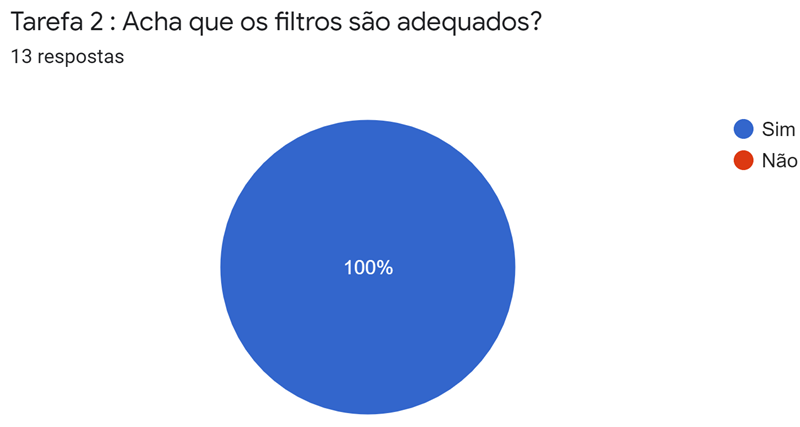 Tarefa 2 : Acha que os filtros são adequados?
13 respostas
Sim
Não
100%